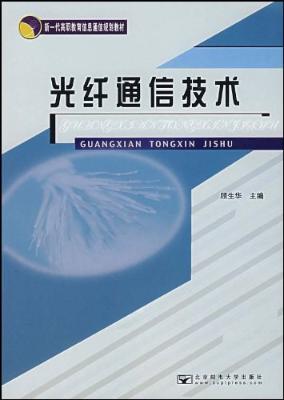 新一代高职教育信息通信规划教材
光纤通信技术
GUANGXIANTONGXINJISHU
GUANGXIAN TONGXIN JISHU
顾生华 主编
北京邮电大学出版社